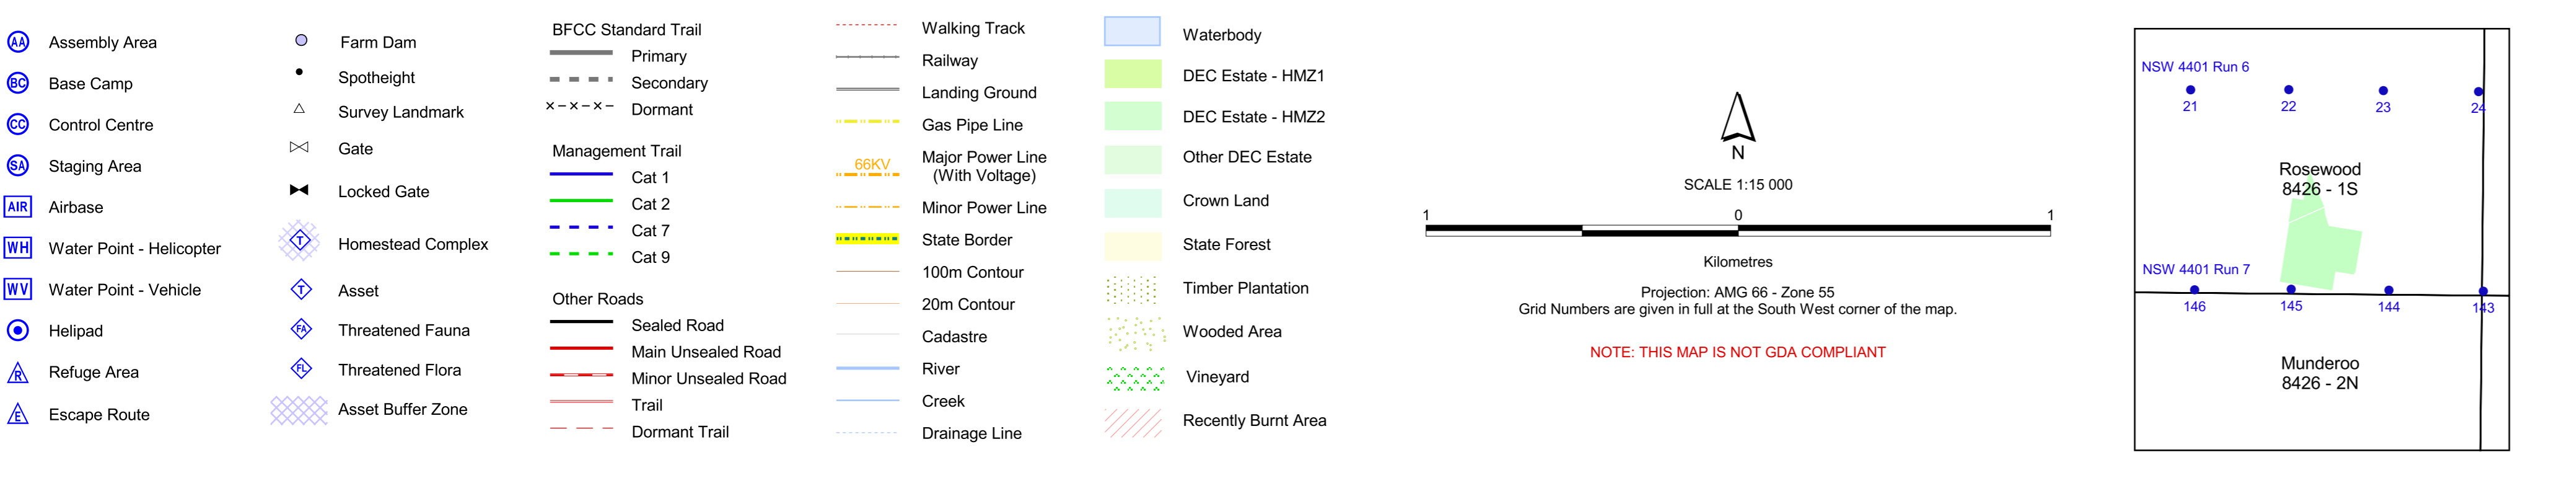 AA Assembly Area
BC Base Camp
CC Control Centre
SA Staging Area
AIR Airbase
WH Water Point - Helicopter
WV Water Point - Vehicle
Helipad
R Refuge Area
E Escape Route
Farm Dam
Spotheight
Survey Landmark
Gate
Locked Gate
T Homestead Complex
T Asset
FA Threatened Fauna
FL Threatened Flora
Asset Buffer Zone
BFCC Standard Trail
Primary
Secondary
Dormant
Management Trail
Cat 1
Cat 2
Cat 7
Cat 9
Other Roads
Sealed Road
Main Unsealed Road
Minor Unsealed Road
Trail
Dormant Trail
Walking Track
Railway
Landing Ground
Gas Pipe Line
66KV Major Power Line
(With Voltage)
Minor Power Line
State Border
100m Contour
20m Contour
Cadastre
River
Creek
Drainage Line
Waterbody
DEC Estate - HMZ1
DEC Estate - HMZ2
Other DEC Estate
Crown Land
State Forest
Timber Plantation
Wooded Area
Vineyard
Recently Burnt Area
N
SCALE 1:15 000
1 0 1
Kilometres
Projection: AMG 66 - Zone 55
Grid Numbers are given in full at the South West corner of the map.
NOTE: THIS MAP IS NOT GDA COMPLIANT
NSW 4401 Run 6
21 22 23 24
Rosewood
8426 - 1S
NSW 4401 Run 7
146 145 144 143
Munderoo
8426 - 2N